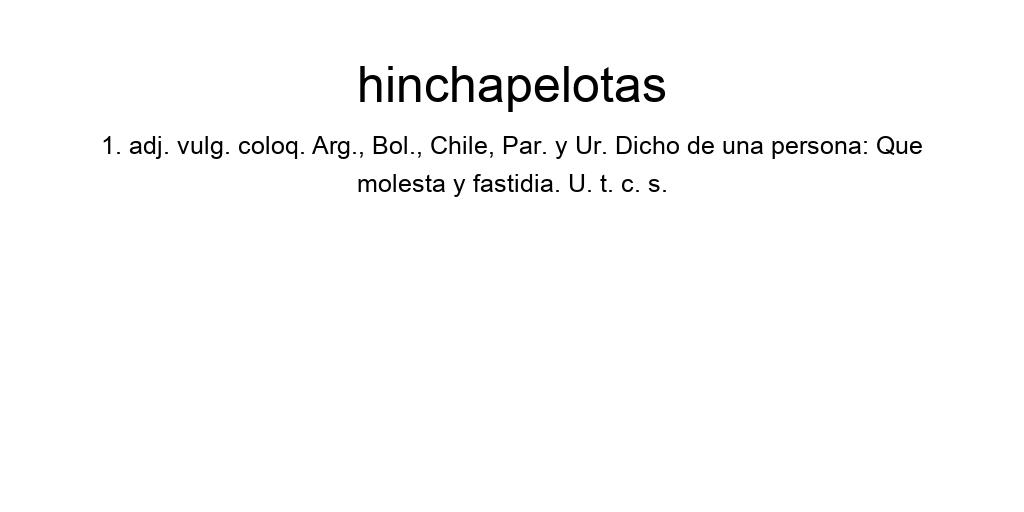 hinchapelotas
1. adj. vulg. coloq. Arg., Bol., Chile, Par. y Ur. Dicho de una persona: Que
molesta y fastidia. U. t. c. s.